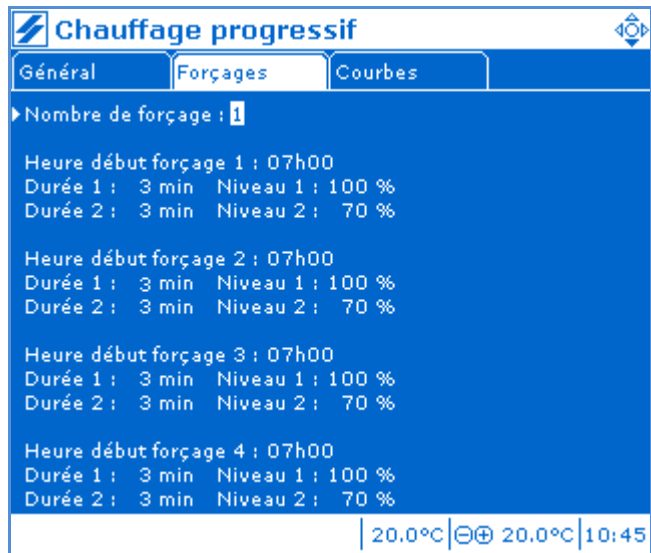 Chauffage progressif
Général Forçages Courbes
Nombre de forçage : 1
Heure début forçage 1 : 07h00
Durée 1 : 3 min Niveau 1 : 100 %
Durée 2 : 3 min Niveau 2 : 70 %
Heure début forçage 2 : 07h00
Durée 1 : 3 min Niveau 1 : 100 %
Durée 2 : 3 min Niveau 2 : 70 %
Heure début forçage 3 : 07h00
Durée 1 : 3 min Niveau 1 : 100 %
Durée 2 : 3 min Niveau 2 : 70 %
Heure début forçage 4 : 07h00
Durée 1 : 3 min Niveau 1 : 100 %
Durée 2 : 3 min Niveau 2 : 70 %
20.0°C ⊖⊕ 20.0°C 10:45